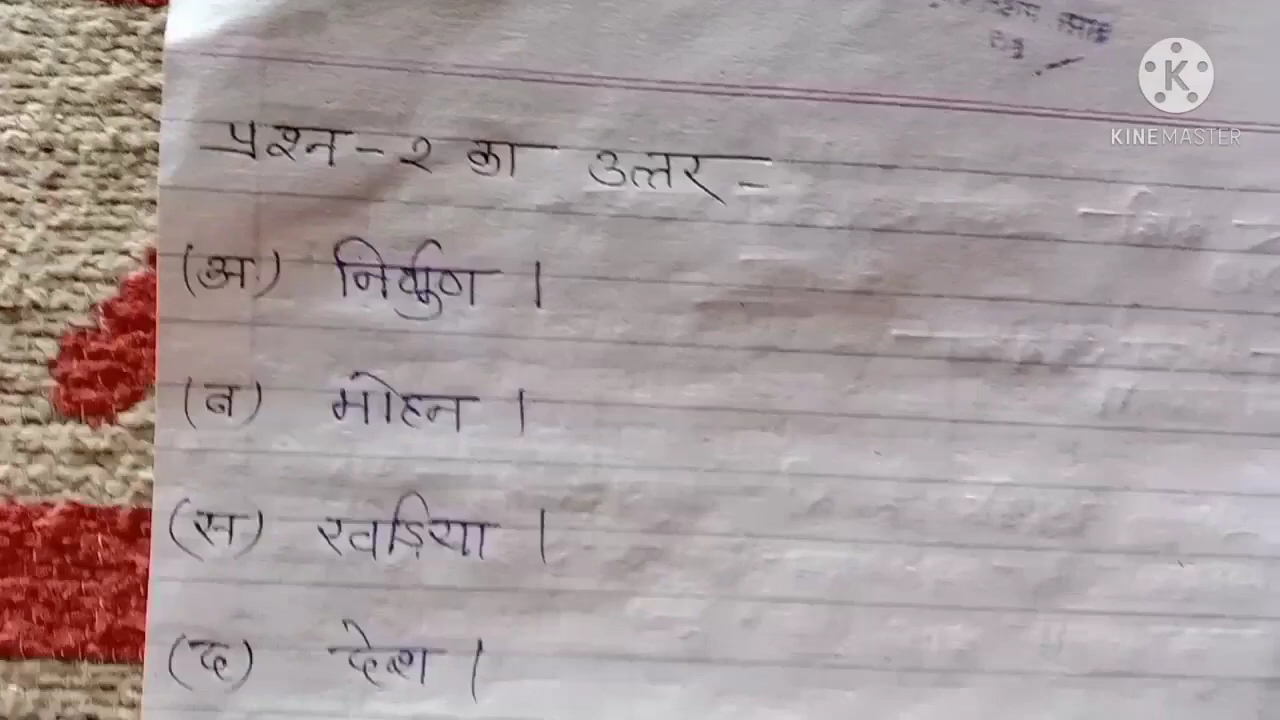 प्रश्न-२ का उत्तर-
(अ) निर्गुण ।
(ब) मोहन ।
(स) खड़िया ।
(द) देश ।
KINEMASTER